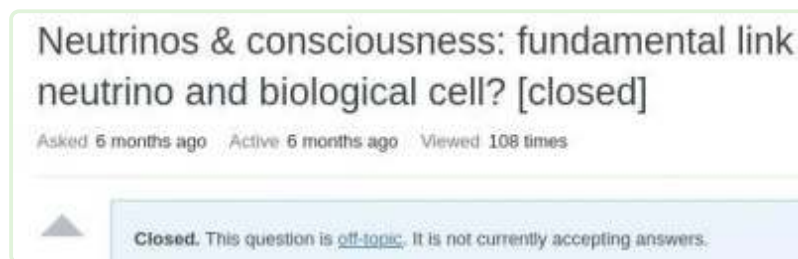 Neutrinos & consciousness: fundamental link
neutrino and biological cell? [closed]
Asked 6 months ago Active 6 months ago Viewed 108 times
Closed. This question is off-topic. It is not currently accepting answers.